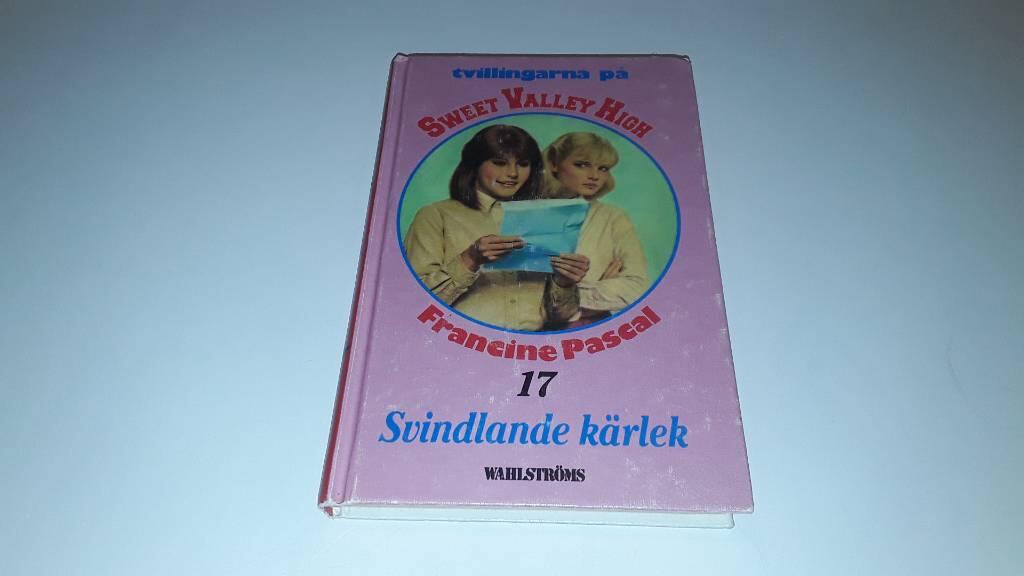 tvillingarna på
SWEET VALLEY HIGH
Francine Pascal
17
Svindlande kärlek
WAHLSTRÖMS